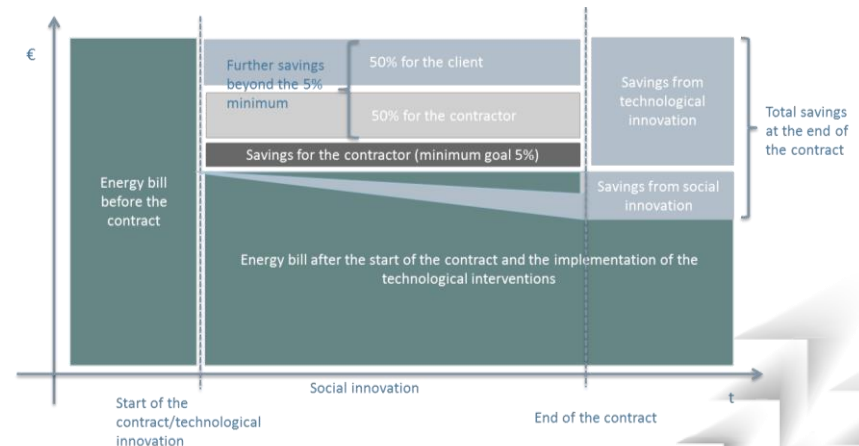 €
Energy bill
before the
contract
Further savings
beyond the 5%
minimum
50% for the client
50% for the contractor
Savings for the contractor (minimum goal 5%)
Energy bill after the start of the contract and the implementation of the
technological interventions
Savings from
technological
innovation
Savings from social
innovation
Total savings
at the end of
the contract
Social innovation
t
Start of the
contract/technological
innovation
End of the contract